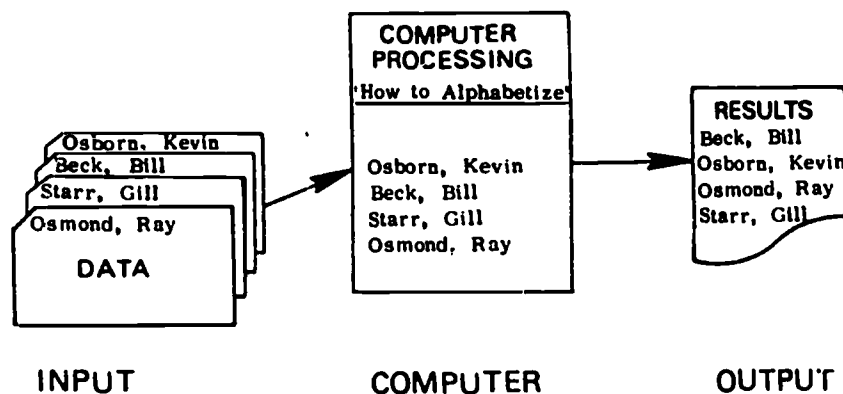 Osborn, Kevin
Beck, Bill
Starr, Gill
Osmond, Ray
DATA
INPUT
COMPUTER
PROCESSING
'How to Alphabetize'
Osborn, Kevin
Beck, Bill
Starr, Gill
Osmond, Ray
COMPUTER
RESULTS
Beck, Bill
Osborn, Kevin
Osmond, Ray
Starr, Gill
OUTPUT